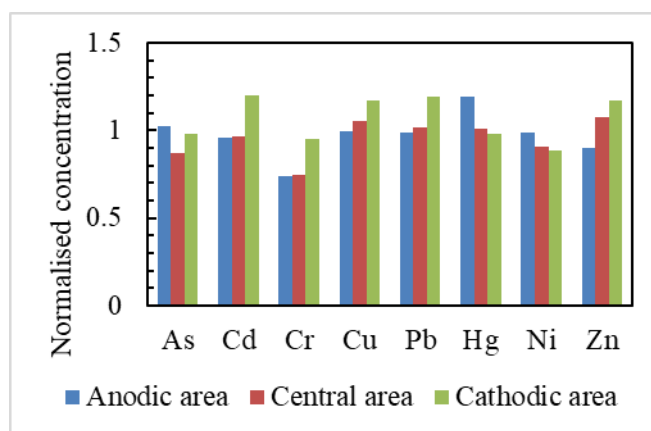 Normalised concentration
1.5
1
0.5
0
As Cd Cr Cu Pb Hg Ni Zn
Anodic area Central area Cathodic area